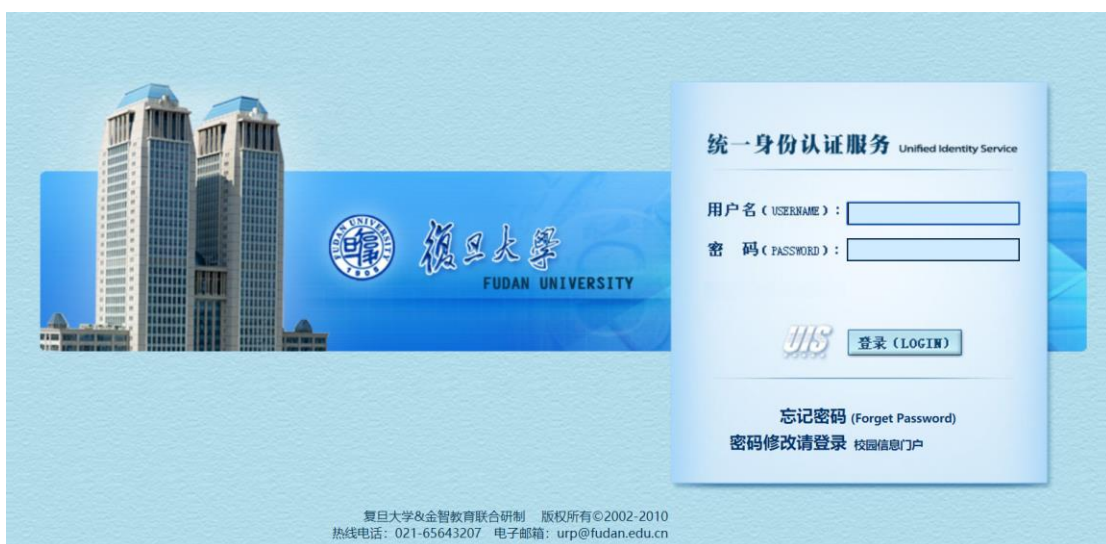 统一身份认证服务 Unified Identity Service
用户名(USERNAME):
密 码(PASSWORD):
復旦大學
FUDAN UNIVERSITY
UIS
登录(LOGIN)
忘记密码 (Forget Password)
密码修改请登录 校园信息门户
复旦大学&金智教育联合研制 版权所有©2002-2010
热线电话:021-65643207 电子邮箱:urp@fudan.edu.cn